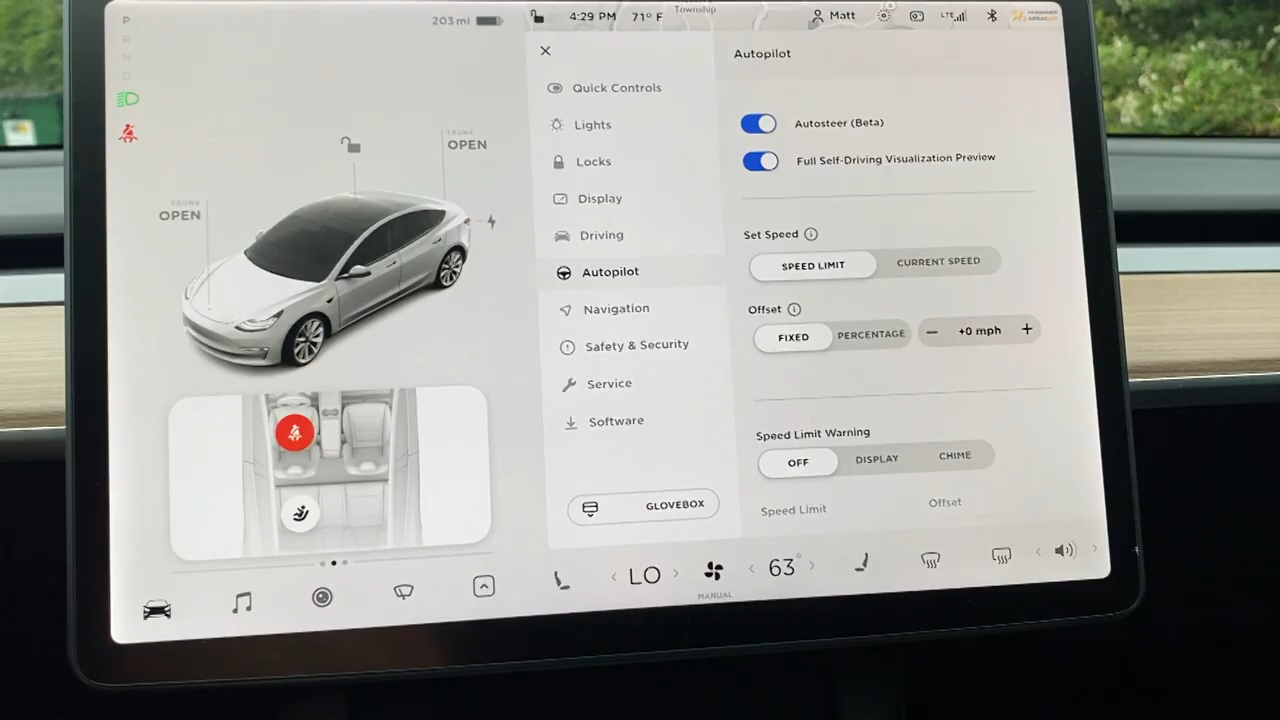 P
R
N
D
203 mi
4:29 PM
71° F
Township
Matt
LTE
PASSENGER
AIRBAG OFF
TRUNK
OPEN
FRUNK
OPEN
Quick Controls
Lights
Locks
Display
Driving
Autopilot
Navigation
Safety & Security
Service
Software
GLOVEBOX
Autopilot
Autosteer (Beta)
Full Self-Driving Visualization Preview
Set Speed
SPEED LIMIT
CURRENT SPEED
Offset
FIXED
PERCENTAGE
+0 mph
Speed Limit Warning
OFF
DISPLAY
CHIME
Speed Limit
Offset
LO
MANUAL
63°